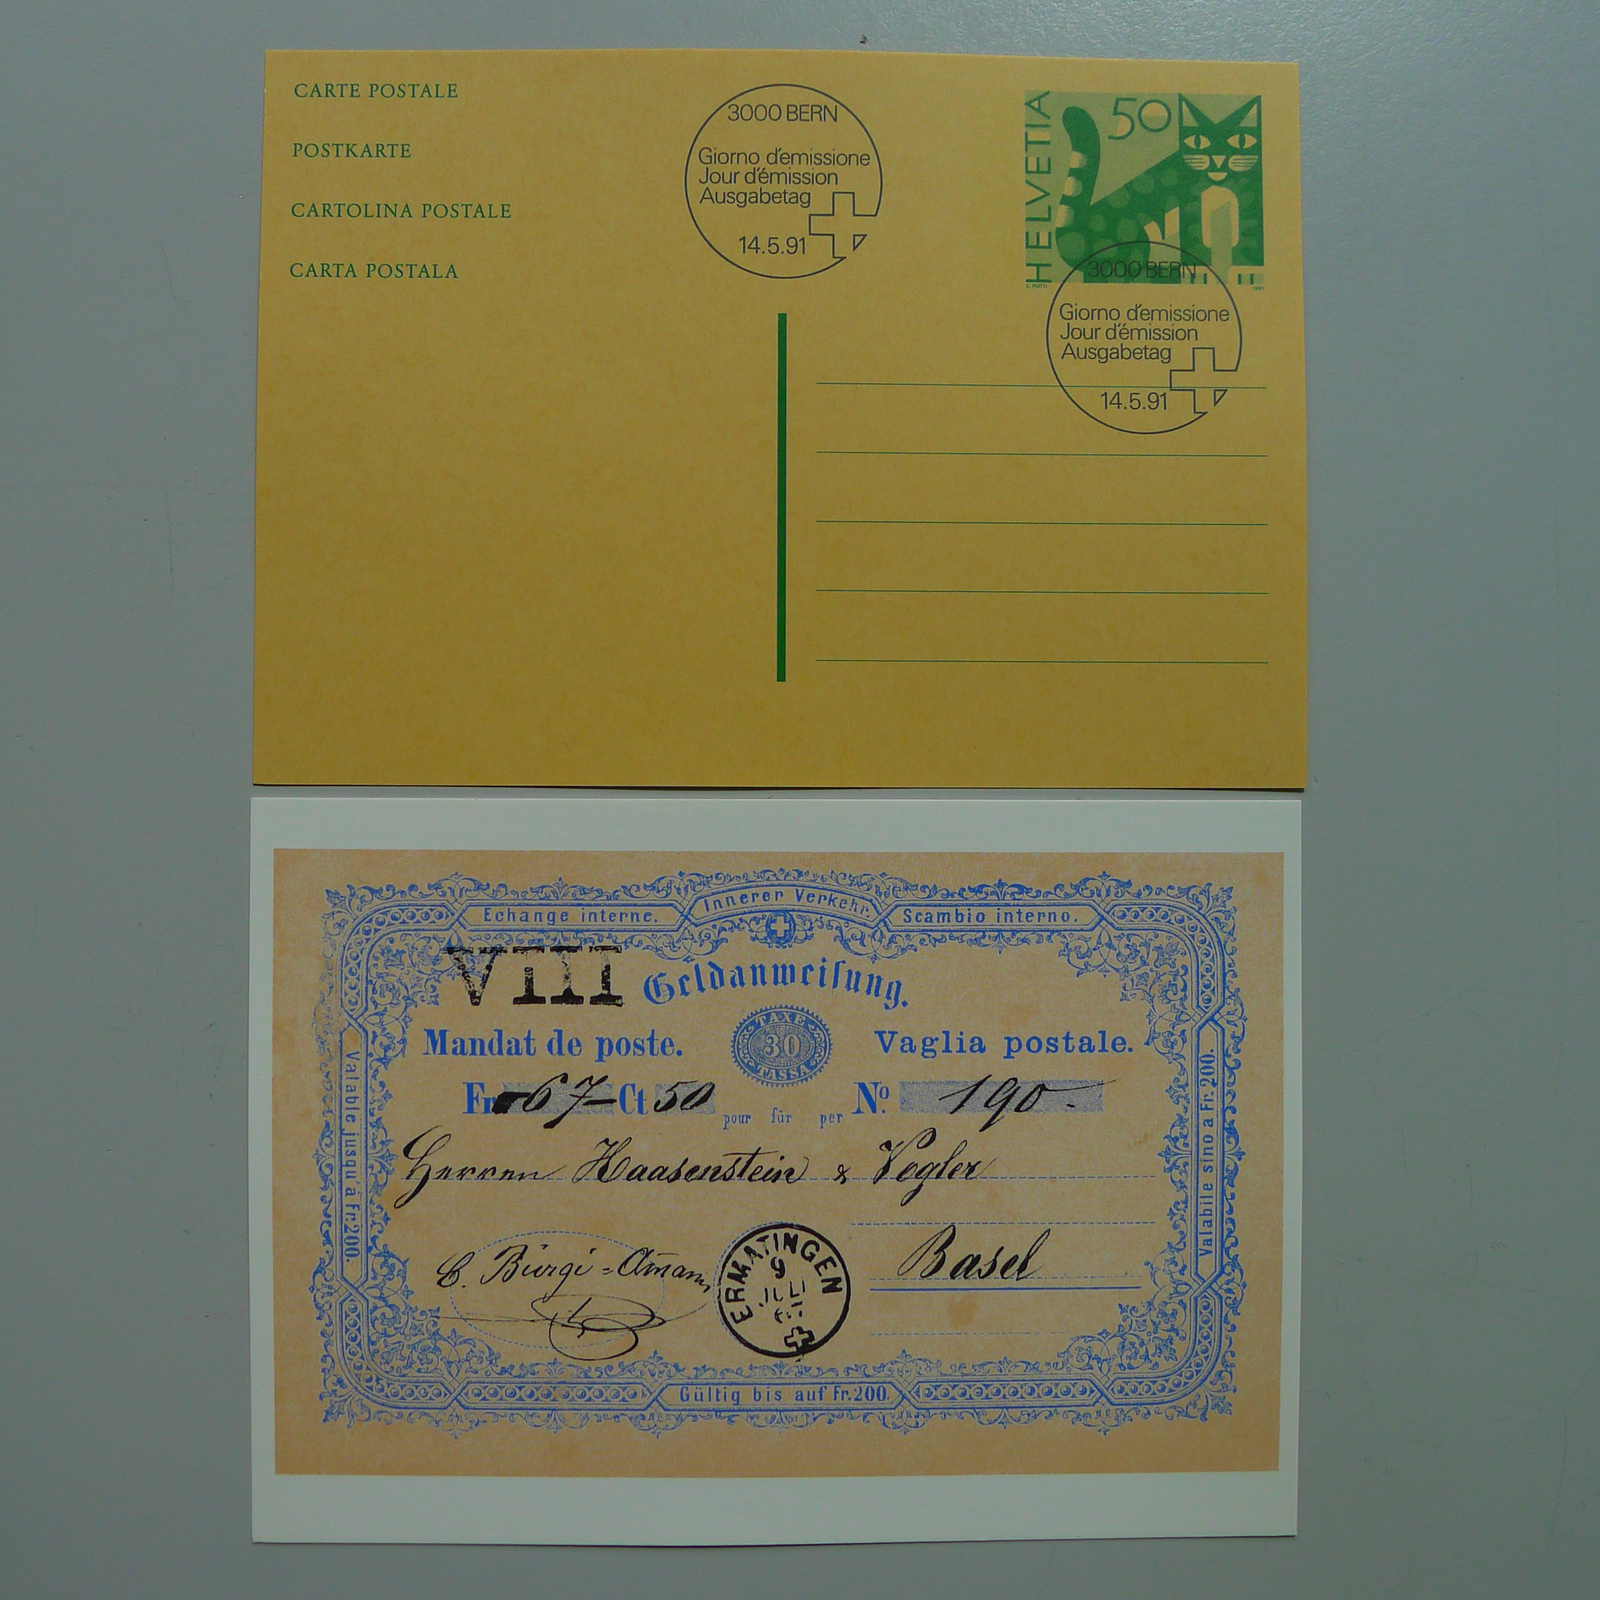 CARTE POSTALE
POSTKARTE
CARTOLINA POSTALE
CARTA POSTALA
3000 BERN
Giorno d'emissione
Jour d'émission
Ausgabetag
14.5.91
HELVETIA
50
1991
3000 BERN
Giorno d'emissione
Jour d'émission
Ausgabetag
14.5.91
Echange interne.
Innerer Verkehr.
Scambio interno.
VIII
Geldanweisung.
Mandat de poste.
TAXE
30
TASSA
Vaglia postale.
Fr 67- Ct 50
pour für per
No. 190.
Herren Haasenstein & Vogler
Basel
C. Bürgi = Amann
ERMATINGEN
9
JULI
Valable jusqu'à Fr. 200.
Valabile sino a Fr. 200.
Gültig bis auf Fr. 200.